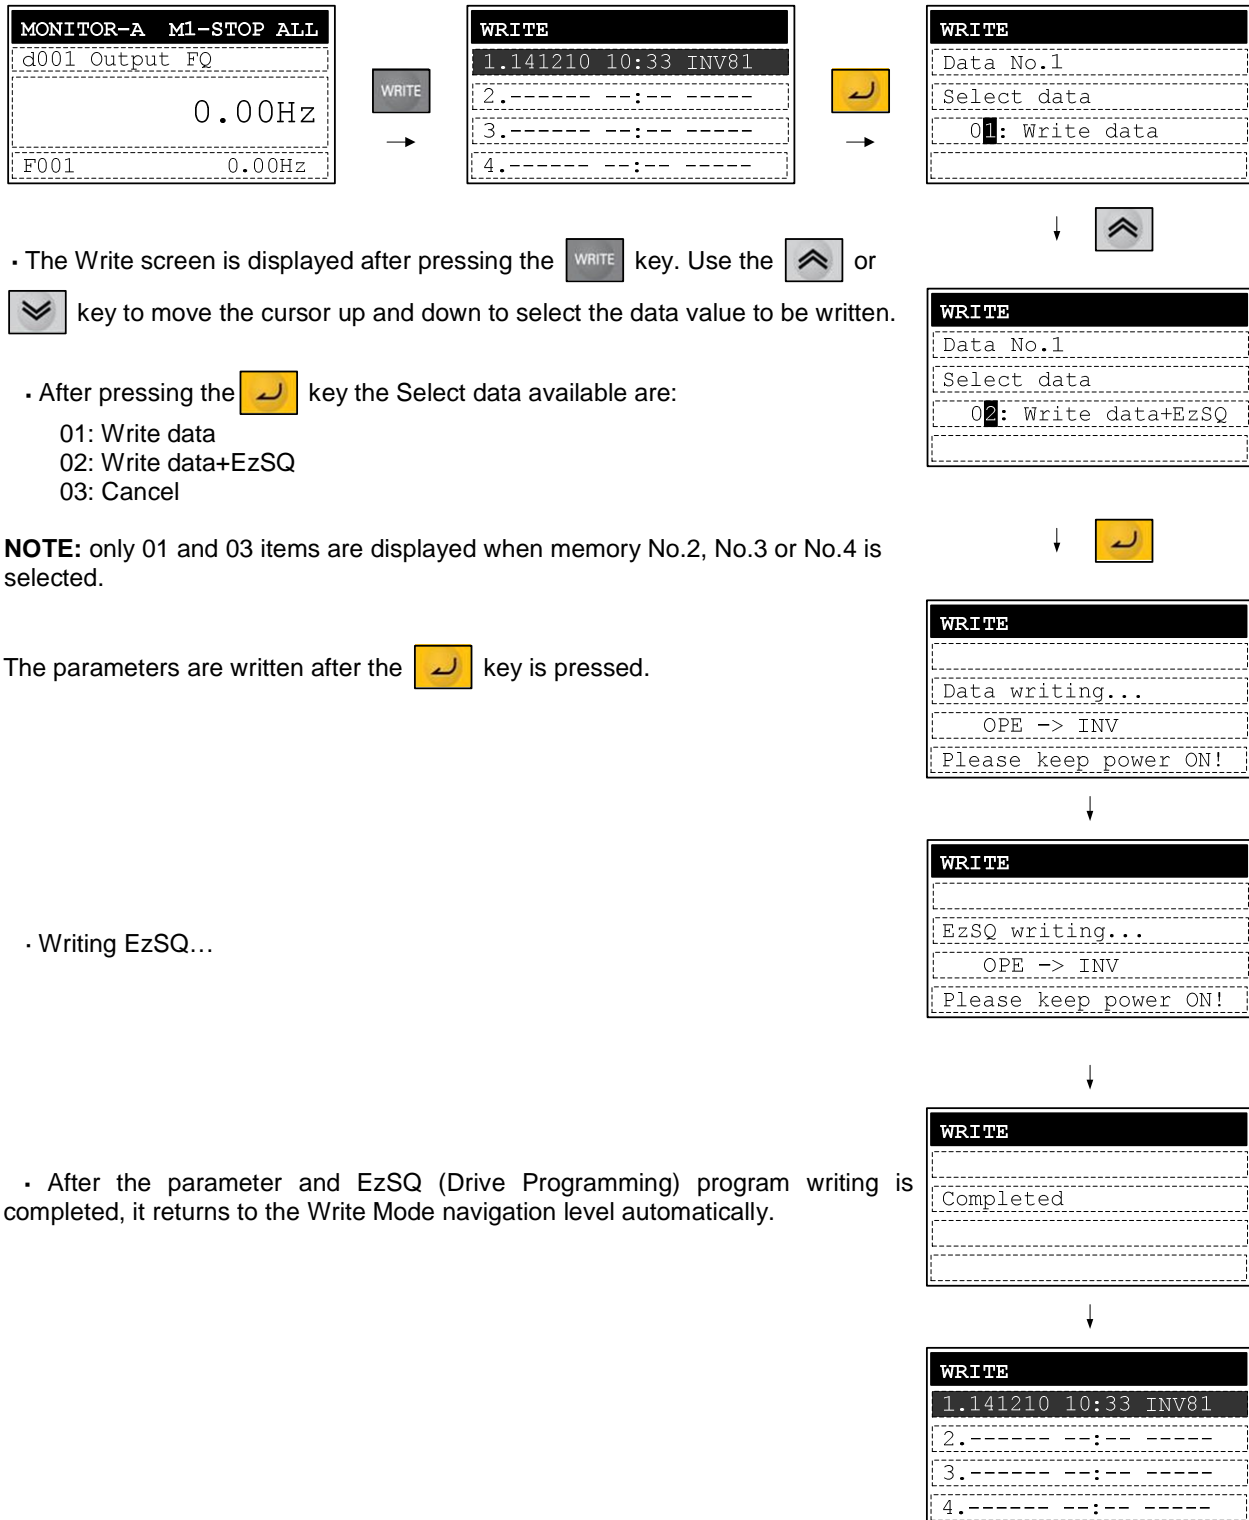 MONITOR-A M1-STOP ALL
d001 Output FQ
0.00Hz
F001 0.00Hz
WRITE
WRITE
1.141210 10:33 INV81
2.------ --:-- -----
3.------ --:-- -----
4.------ --:-- -----
WRITE
Data No.1
Select data
01: Write data
· The Write screen is displayed after pressing the WRITE key. Use the or
key to move the cursor up and down to select the data value to be written.
WRITE
Data No.1
Select data
02: Write data+EzSQ
· After pressing the key the Select data available are:
01: Write data
02: Write data+EzSQ
03: Cancel
NOTE: only 01 and 03 items are displayed when memory No.2, No.3 or No.4 is
selected.
The parameters are written after the key is pressed.
WRITE
Data writing...
OPE -> INV
Please keep power ON!
· Writing EzSQ…
WRITE
EzSQ writing...
OPE -> INV
Please keep power ON!
· After the parameter and EzSQ (Drive Programming) program writing is
completed, it returns to the Write Mode navigation level automatically.
WRITE
Completed
WRITE
1.141210 10:33 INV81
2.------ --:-- -----
3.------ --:-- -----
4.------ --:-- -----